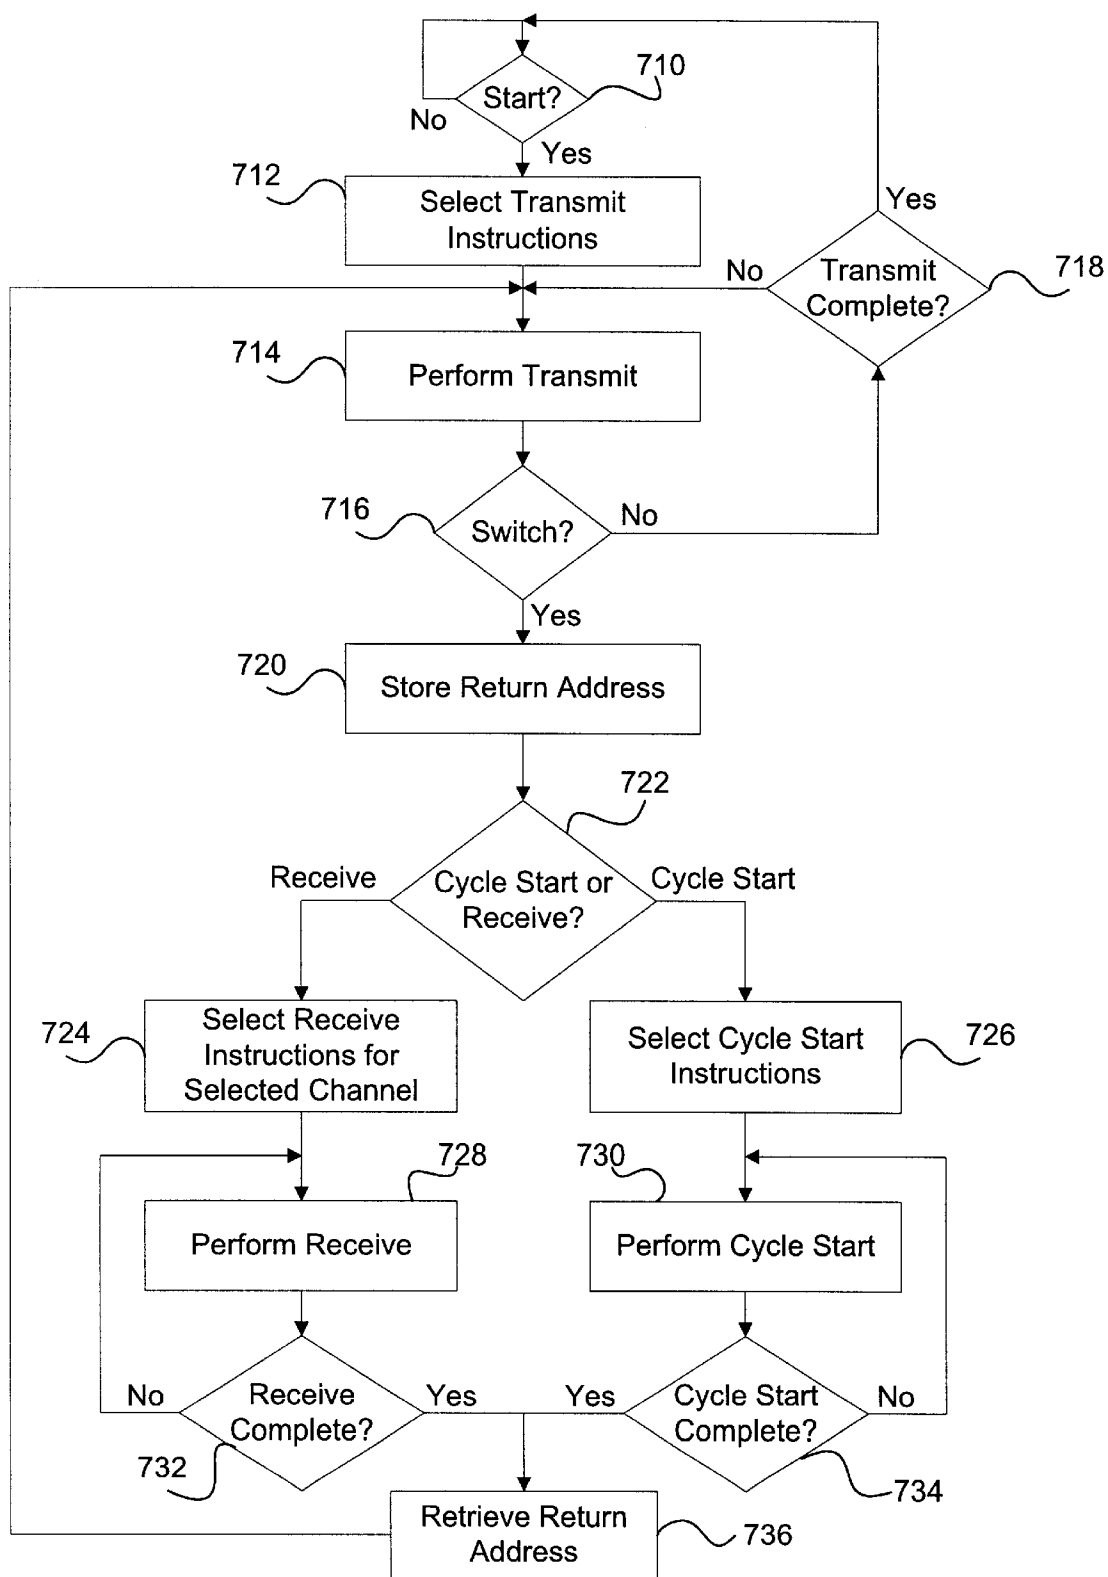 710
Start?
No
Yes
712
Select Transmit
Instructions
Yes
No
Transmit
Complete?
718
714
Perform Transmit
716
Switch?
No
Yes
720
Store Return Address
722
Receive
Cycle Start or
Receive?
Cycle Start
724
Select Receive
Instructions for
Selected Channel
Select Cycle Start
Instructions
726
728
730
Perform Receive
Perform Cycle Start
No
Receive
Complete?
Yes
Yes
Cycle Start
Complete?
No
732
734
Retrieve Return
Address
736